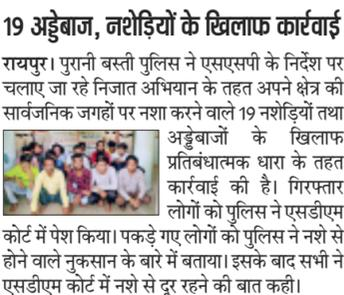 19 अड्डेबाज, नशेड़ियों के खिलाफ कार्रवाई
रायपुर। पुरानी बस्ती पुलिस ने एसएसपी के निर्देश पर
चलाए जा रहे निजात अभियान के तहत अपने क्षेत्र की
सार्वजनिक जगहों पर नशा करने वाले 19 नशेड़ियों तथा
अड्डेबाजों के खिलाफ
प्रतिबंधात्मक धारा के तहत
कार्रवाई की है। गिरफ्तार
लोगों को पुलिस ने एसडीएम
कोर्ट में पेश किया। पकड़े गए लोगों को पुलिस ने नशे से
होने वाले नुकसान के बारे में बताया। इसके बाद सभी ने
एसडीएम कोर्ट में नशे से दूर रहने की बात कही।